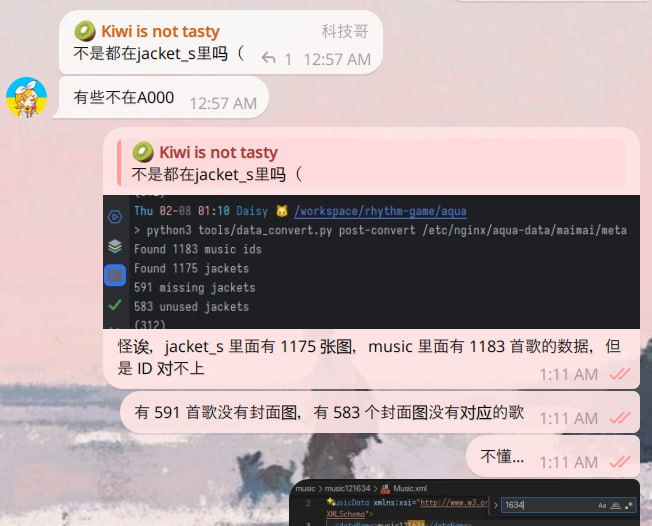 🥝 Kiwi is not tasty 科技哥
不是都在jacket_s里吗（ 1 12:57 AM
有些不在A000 12:57 AM
🥝 Kiwi is not tasty
不是都在jacket_s里吗（
(312)
Thu 02-08 01:10 Daisy 🐱 /workspace/rhythm-game/aqua
> python3 tools/data_convert.py post-convert /etc/nginx/aqua-data/maimai/meta
Found 1183 music ids
Found 1175 jackets
591 missing jackets
583 unused jackets
(312)
怪诶，jacket_s 里面有 1175 张图，music 里面有 1183 首歌的数据，但
是 ID 对不上 1:11 AM
有 591 首歌没有封面图，有 583 个封面图没有对应的歌 1:11 AM
不懂... 1:11 AM
music > music121634 > Music.xml
2 usicData xmlns:xsi="http://www.w3.or
XMLSchema">
1634 Aa ab .*